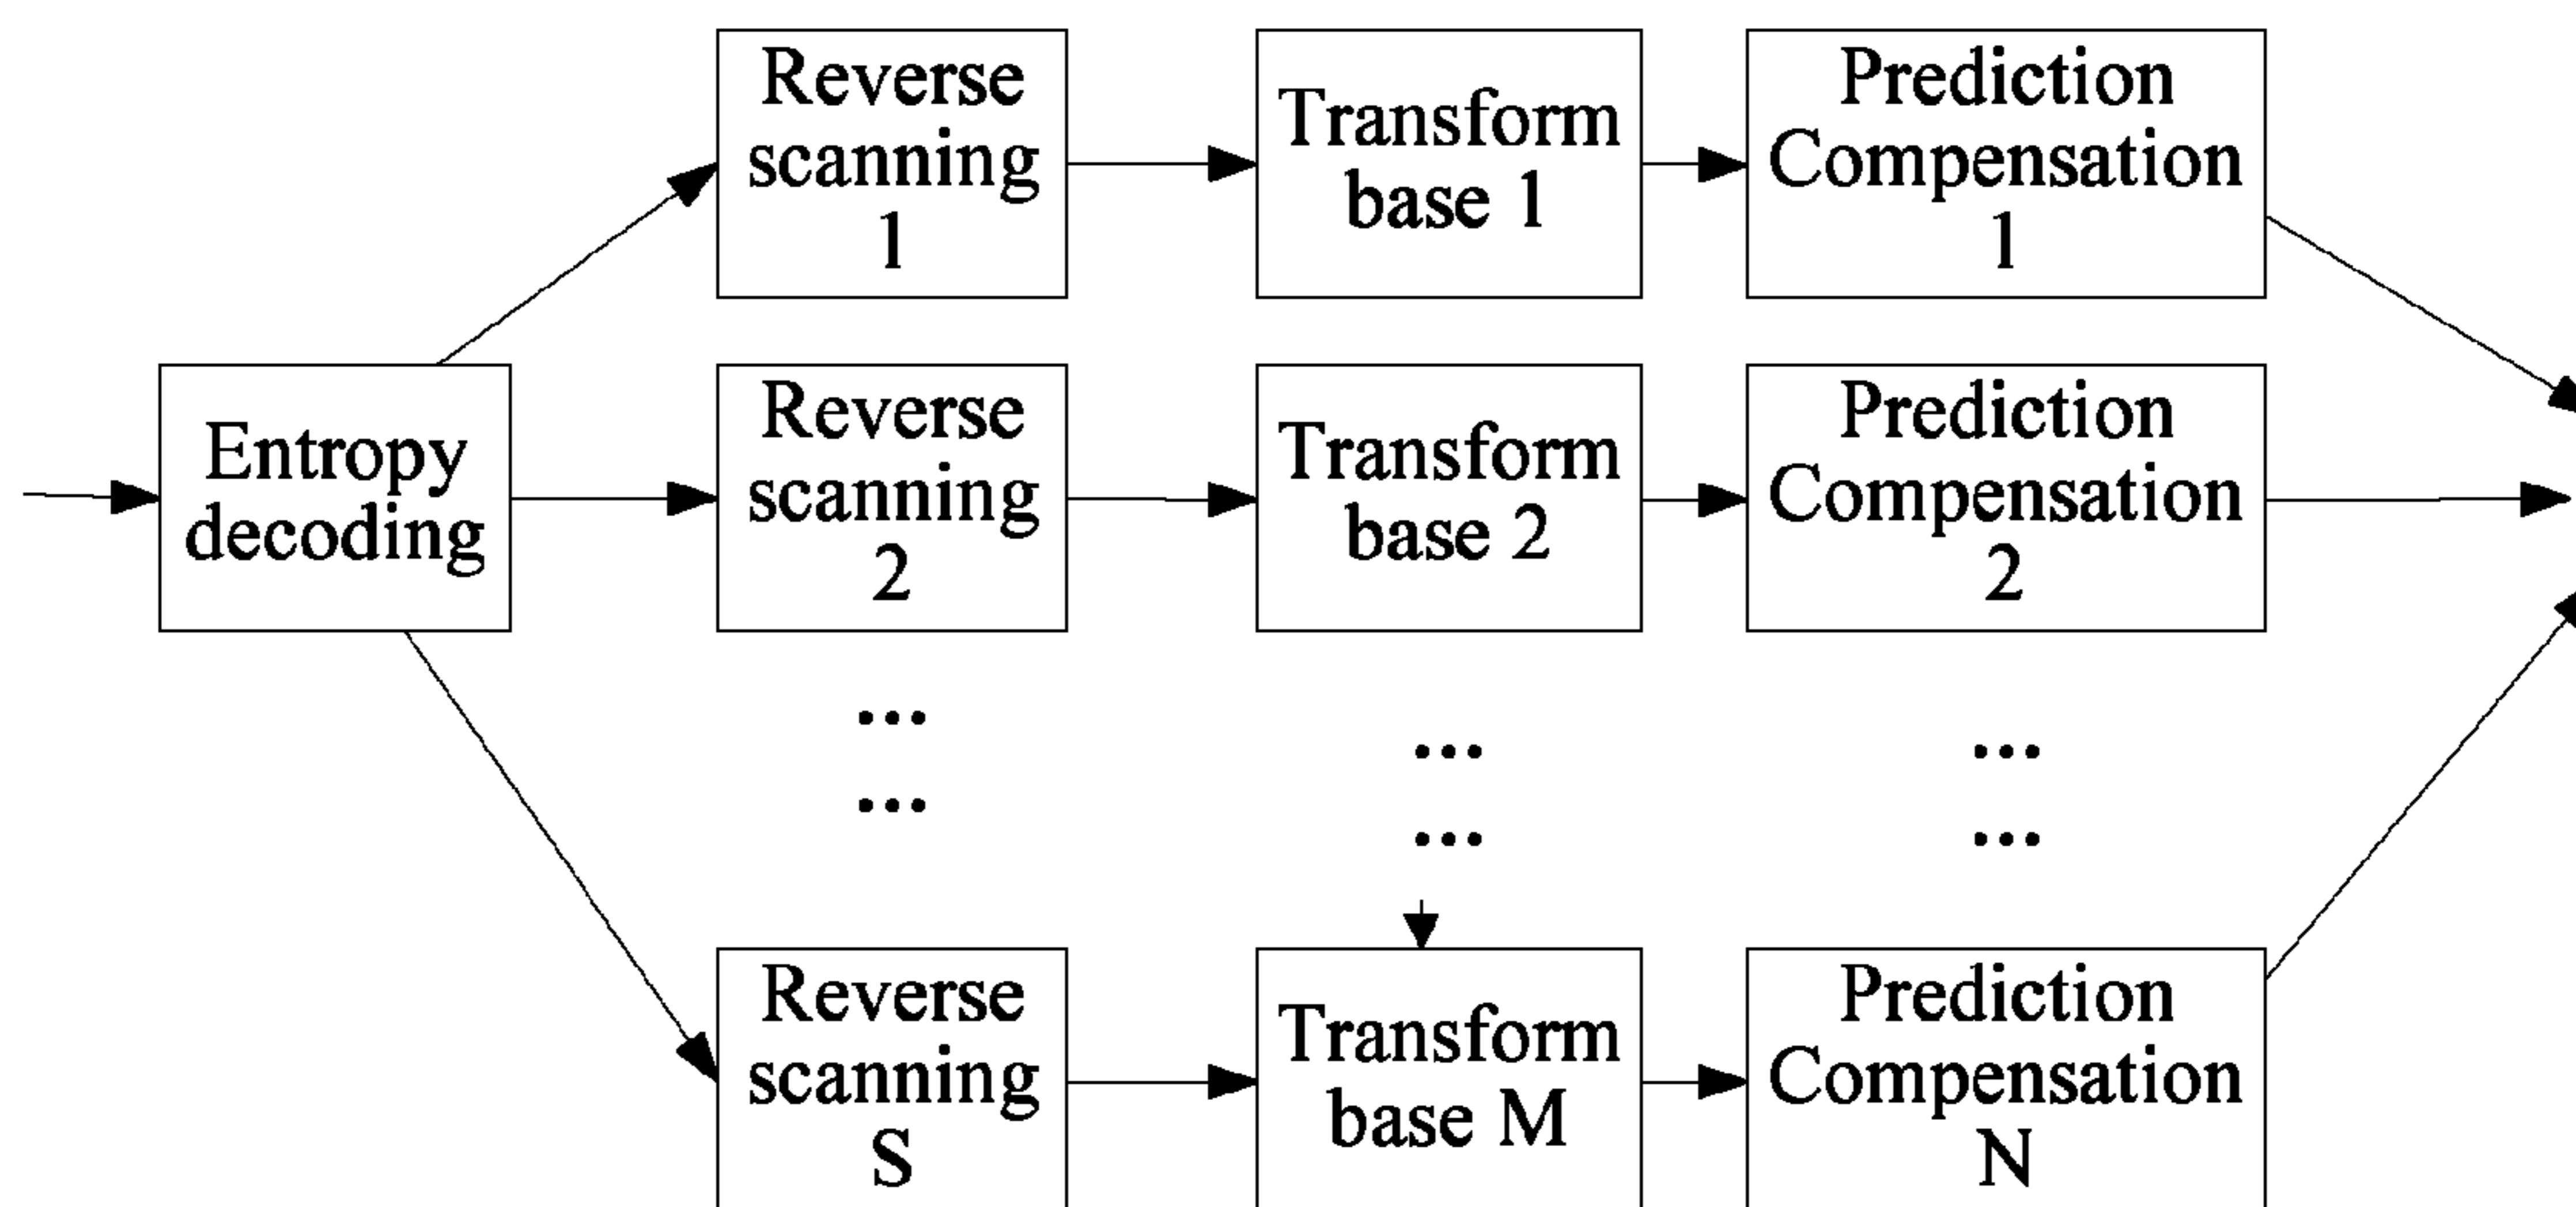 Reverse
scanning
1
Transform
base 1
Prediction
Compensation
1
Entropy
decoding
Reverse
scanning
2
Transform
base 2
Prediction
Compensation
2
...
...
...
...
...
...
Reverse
scanning
S
Transform
base M
Prediction
Compensation
N